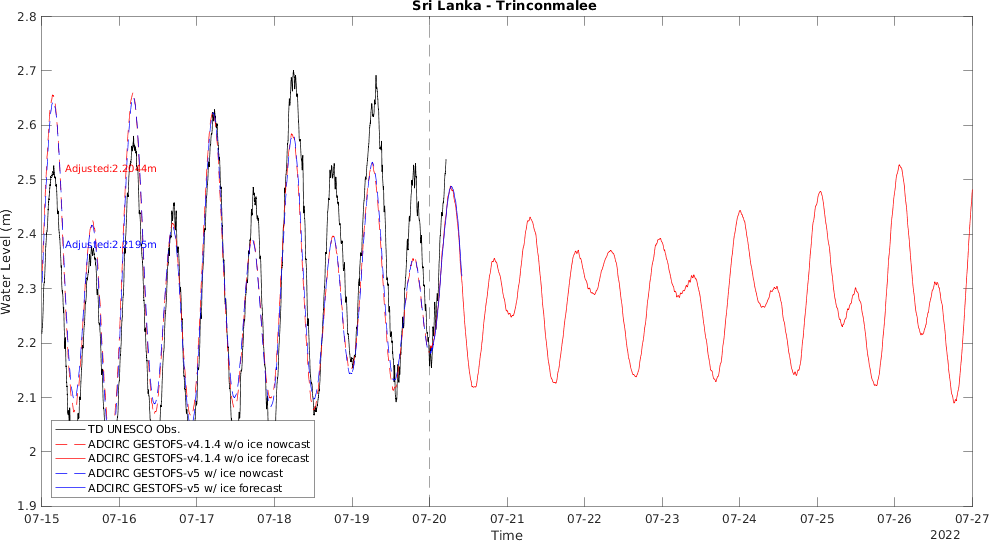 Sri Lanka - Trinconmalee
2.8
2.7
2.6
2.5
2.4
2.3
2.2
2.1
2
1.9
Water Level (m)
Adjusted:2.2044m
Adjusted:2.2195m
TD UNESCO Obs.
ADCIRC GESTOFS-v4.1.4 w/o ice nowcast
ADCIRC GESTOFS-v4.1.4 w/o ice forecast
ADCIRC GESTOFS-v5 w/ ice nowcast
ADCIRC GESTOFS-v5 w/ ice forecast
07-15 07-16 07-17 07-18 07-19 07-20 07-21 07-22 07-23 07-24 07-25 07-26 07-27
Time
2022